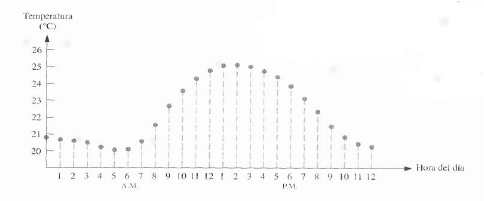 Temperatura
(°C)
26
25
24
23
22
21
20
1 2 3 4 5 6 7 8 9 10 11 12 1 2 3 4 5 6 7 8 9 10 11 12
Hora del día
A.M. P.M.